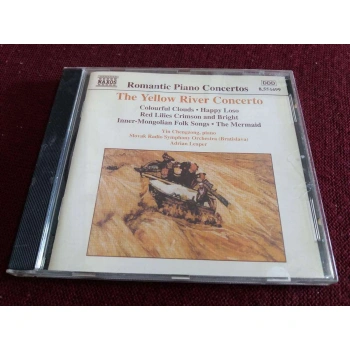 NAXOS
Romantic Piano Concertos
DDD
The Yellow River Concerto
Colourful Clouds • Happy Loso
Red Lilies Crimson and Bright
Inner-Mongolian Folk Songs • The Mermaid
Yin Chengzong, piano
Slovak Radio Symphony Orchestra (Bratislava)
Adrian Leaper